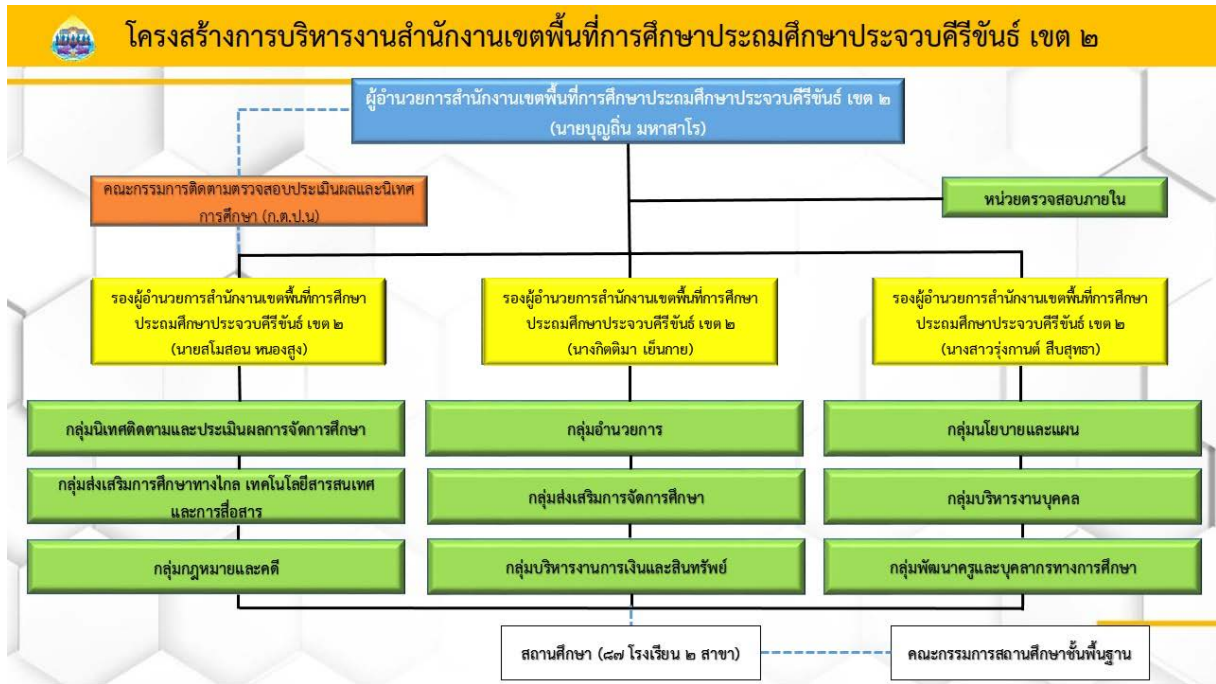 โครงสร้างการบริหารงานสำนักงานเขตพื้นที่การศึกษาประถมศึกษาประจวบคีรีขันธ์ เขต ๒
ผู้อำนวยการสำนักงานเขตพื้นที่การศึกษาประถมศึกษาประจวบคีรีขันธ์ เขต ๒
(นายบุญถิ่น มหาสาโร)
คณะกรรมการติดตามตรวจสอบประเมินผลและนิเทศ
การศึกษา (ก.ต.ป.น)
หน่วยตรวจสอบภายใน
รองผู้อำนวยการสำนักงานเขตพื้นที่การศึกษา
ประถมศึกษาประจวบคีรีขันธ์ เขต ๒
(นายสโมสอน หนองสูง)
รองผู้อำนวยการสำนักงานเขตพื้นที่การศึกษา
ประถมศึกษาประจวบคีรีขันธ์ เขต ๒
(นางกิตติมา เย็นกาย)
รองผู้อำนวยการสำนักงานเขตพื้นที่การศึกษา
ประถมศึกษาประจวบคีรีขันธ์ เขต ๒
(นางสาวรุ่งกานต์ สืบสุทธา)
กลุ่มนิเทศติดตามและประเมินผลการจัดการศึกษา
กลุ่มส่งเสริมการศึกษาทางไกล เทคโนโลยีสารสนเทศ
และการสื่อสาร
กลุ่มกฎหมายและคดี
กลุ่มอำนวยการ
กลุ่มส่งเสริมการจัดการศึกษา
กลุ่มบริหารงานการเงินและสินทรัพย์
กลุ่มนโยบายและแผน
กลุ่มบริหารงานบุคคล
กลุ่มพัฒนาครูและบุคลากรทางการศึกษา
สถานศึกษา (๘๗ โรงเรียน ๒ สาขา)
คณะกรรมการสถานศึกษาขั้นพื้นฐาน